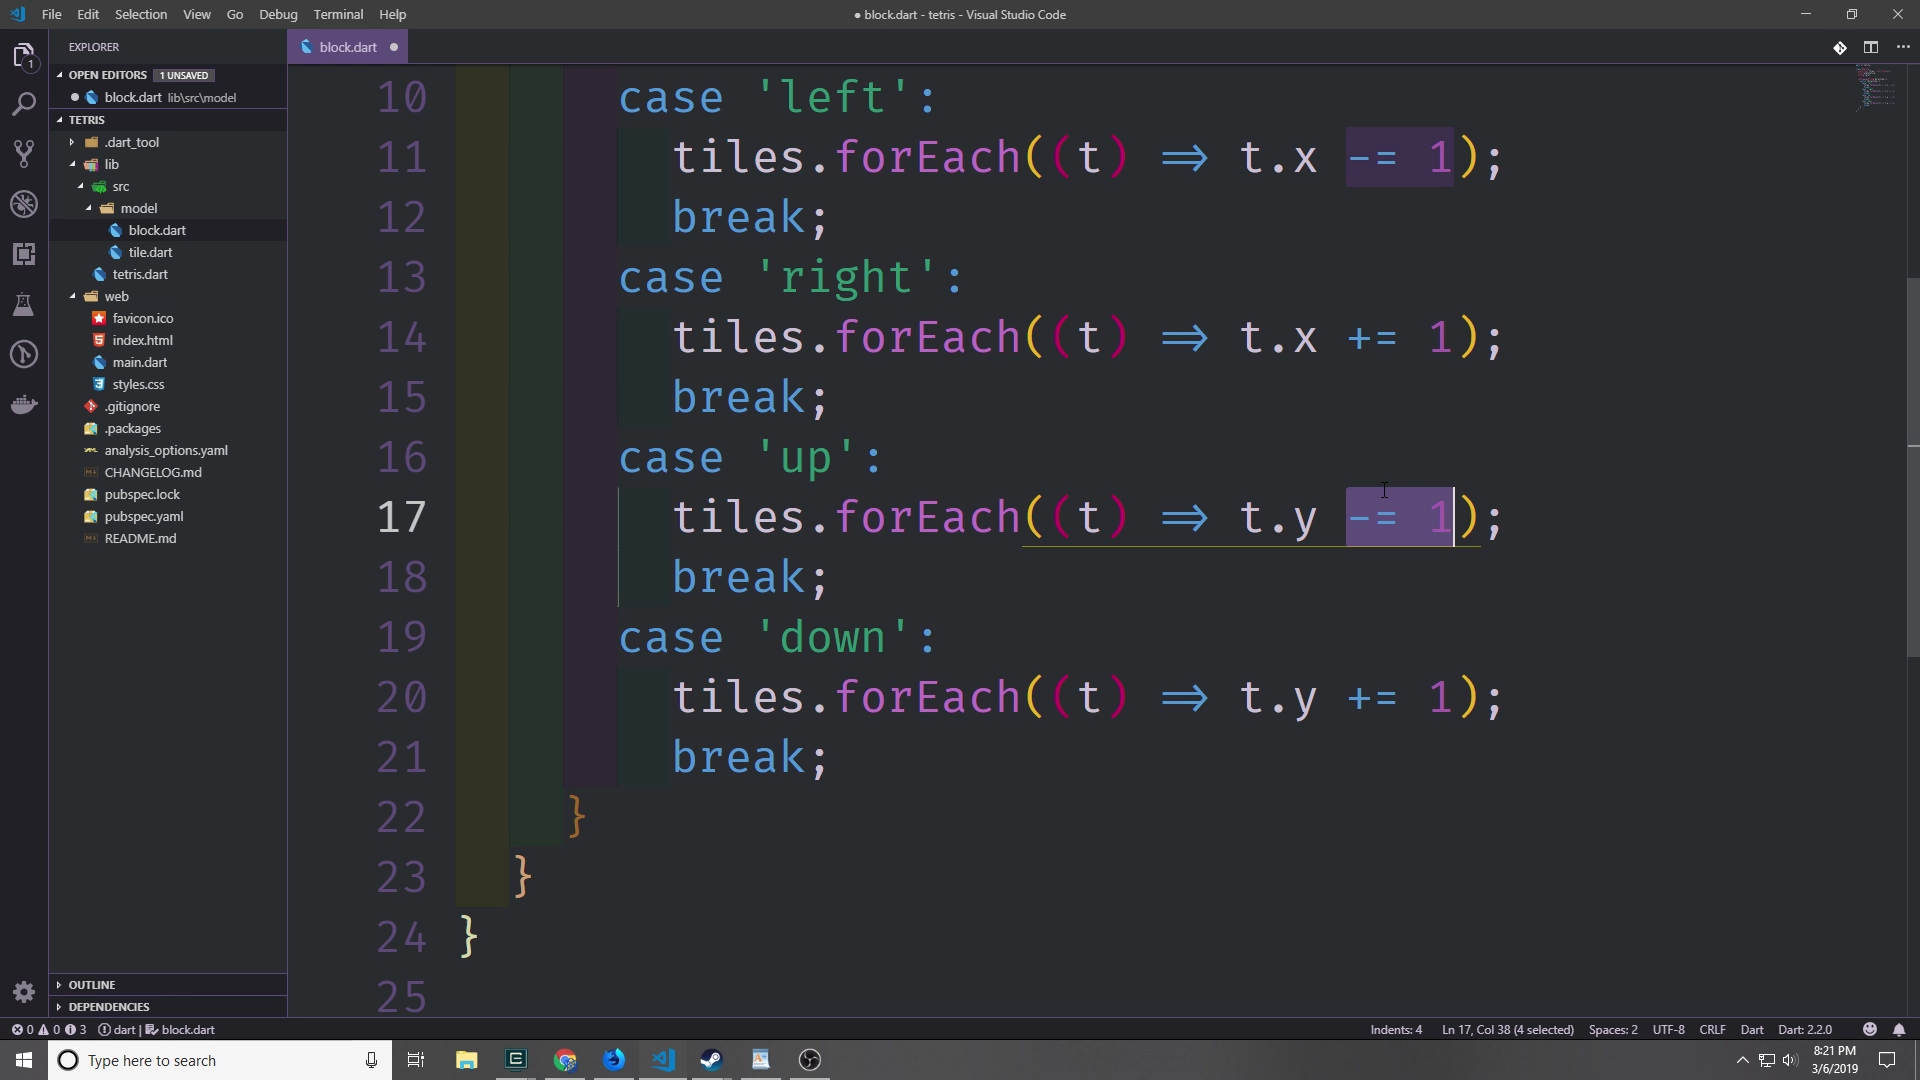 File Edit Selection View Go Debug Terminal Help
● block.dart - tetris - Visual Studio Code
EXPLORER
block.dart
OPEN EDITORS 1 UNSAVED
block.dart lib\src\model
TETRIS
.dart_tool
lib
src
model
block.dart
tile.dart
tetris.dart
web
favicon.ico
index.html
main.dart
styles.css
.gitignore
.packages
analysis_options.yaml
CHANGELOG.md
pubspec.lock
pubspec.yaml
README.md
OUTLINE
DEPENDENCIES
10 case 'left':
11 tiles.forEach((t) => t.x -= 1);
12 break;
13 case 'right':
14 tiles.forEach((t) => t.x += 1);
15 break;
16 case 'up':
17 tiles.forEach((t) => t.y -= 1);
18 break;
19 case 'down':
20 tiles.forEach((t) => t.y += 1);
21 break;
22 }
23 }
24 }
25
0 0 3 dart | block.dart
Indents: 4 Ln 17, Col 38 (4 selected) Spaces: 2 UTF-8 CRLF Dart Dart: 2.2.0
Type here to search
8:21 PM
3/6/2019